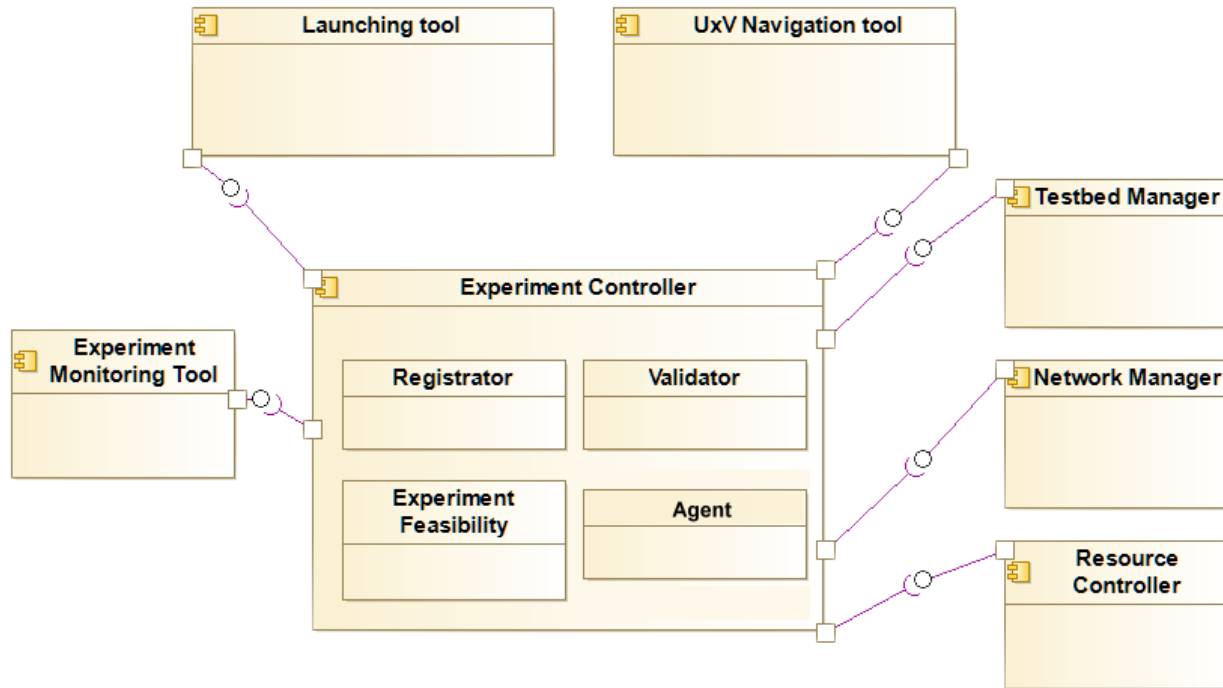 Launching tool
UxV Navigation tool
Testbed Manager
Experiment Controller
Experiment
Monitoring Tool
Registrator
Validator
Network Manager
Experiment
Feasibility
Agent
Resource
Controller